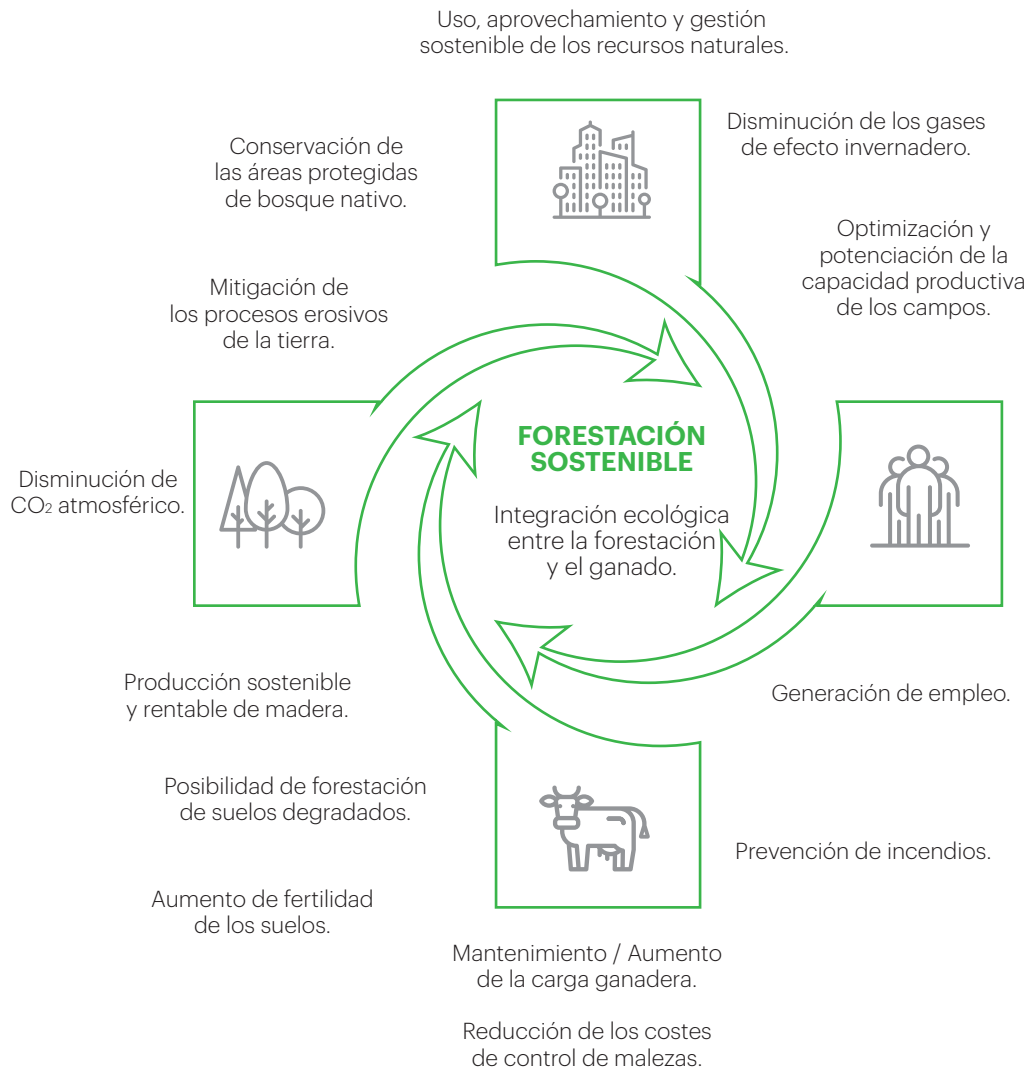 Uso, aprovechamiento y gestión
sostenible de los recursos naturales.
Disminución de los gases
de efecto invernadero.
Conservación de
las áreas protegidas
de bosque nativo.
Optimización y
potenciación de la
capacidad productiva
de los campos.
Mitigación de
los procesos erosivos
de la tierra.
FORESTACIÓN
SOSTENIBLE
Integración ecológica
entre la forestación
y el ganado.
Disminución de
CO₂ atmosférico.
Producción sostenible
y rentable de madera.
Generación de empleo.
Posibilidad de forestación
de suelos degradados.
Prevención de incendios.
Aumento de fertilidad
de los suelos.
Mantenimiento / Aumento
de la carga ganadera.
Reducción de los costes
de control de malezas.